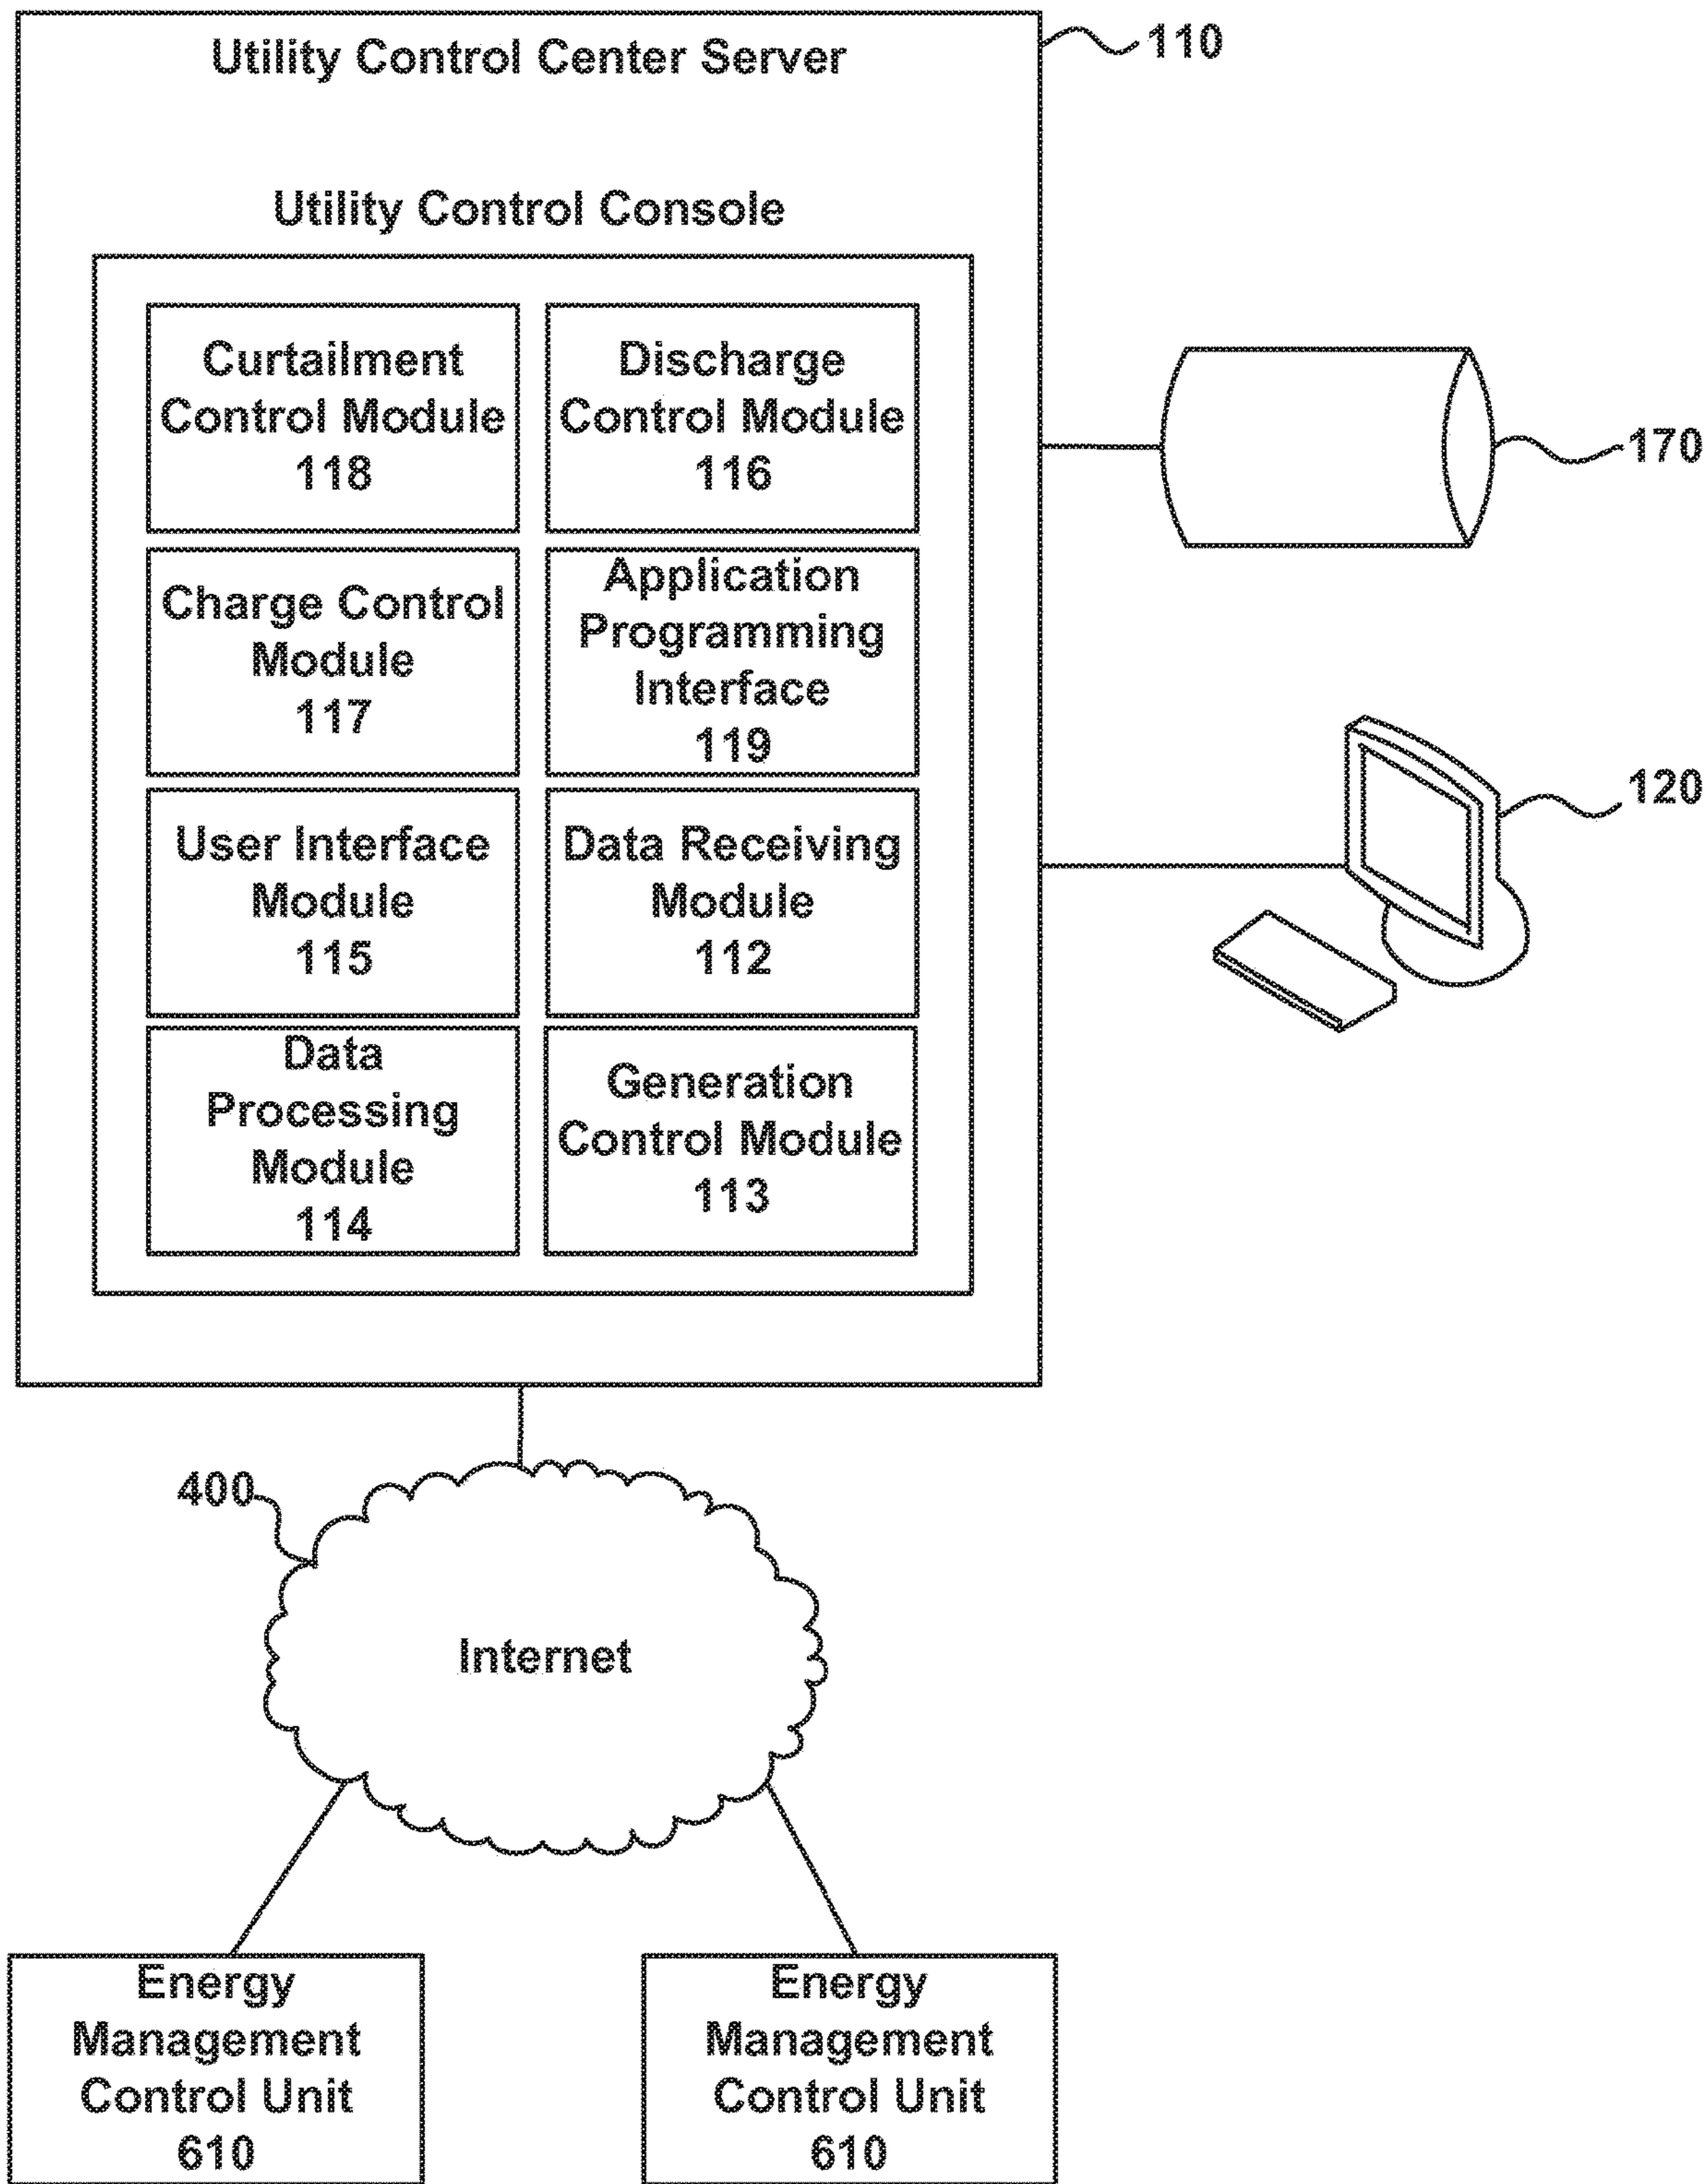 Utility Control Center Server
110
Utility Control Console
Curtailment
Control Module
118
Discharge
Control Module
116
170
Charge Control
Module
117
Application
Programming
Interface
119
120
User Interface
Module
115
Data Receiving
Module
112
Data
Processing
Module
114
Generation
Control Module
113
400
Internet
Energy
Management
Control Unit
610
Energy
Management
Control Unit
610